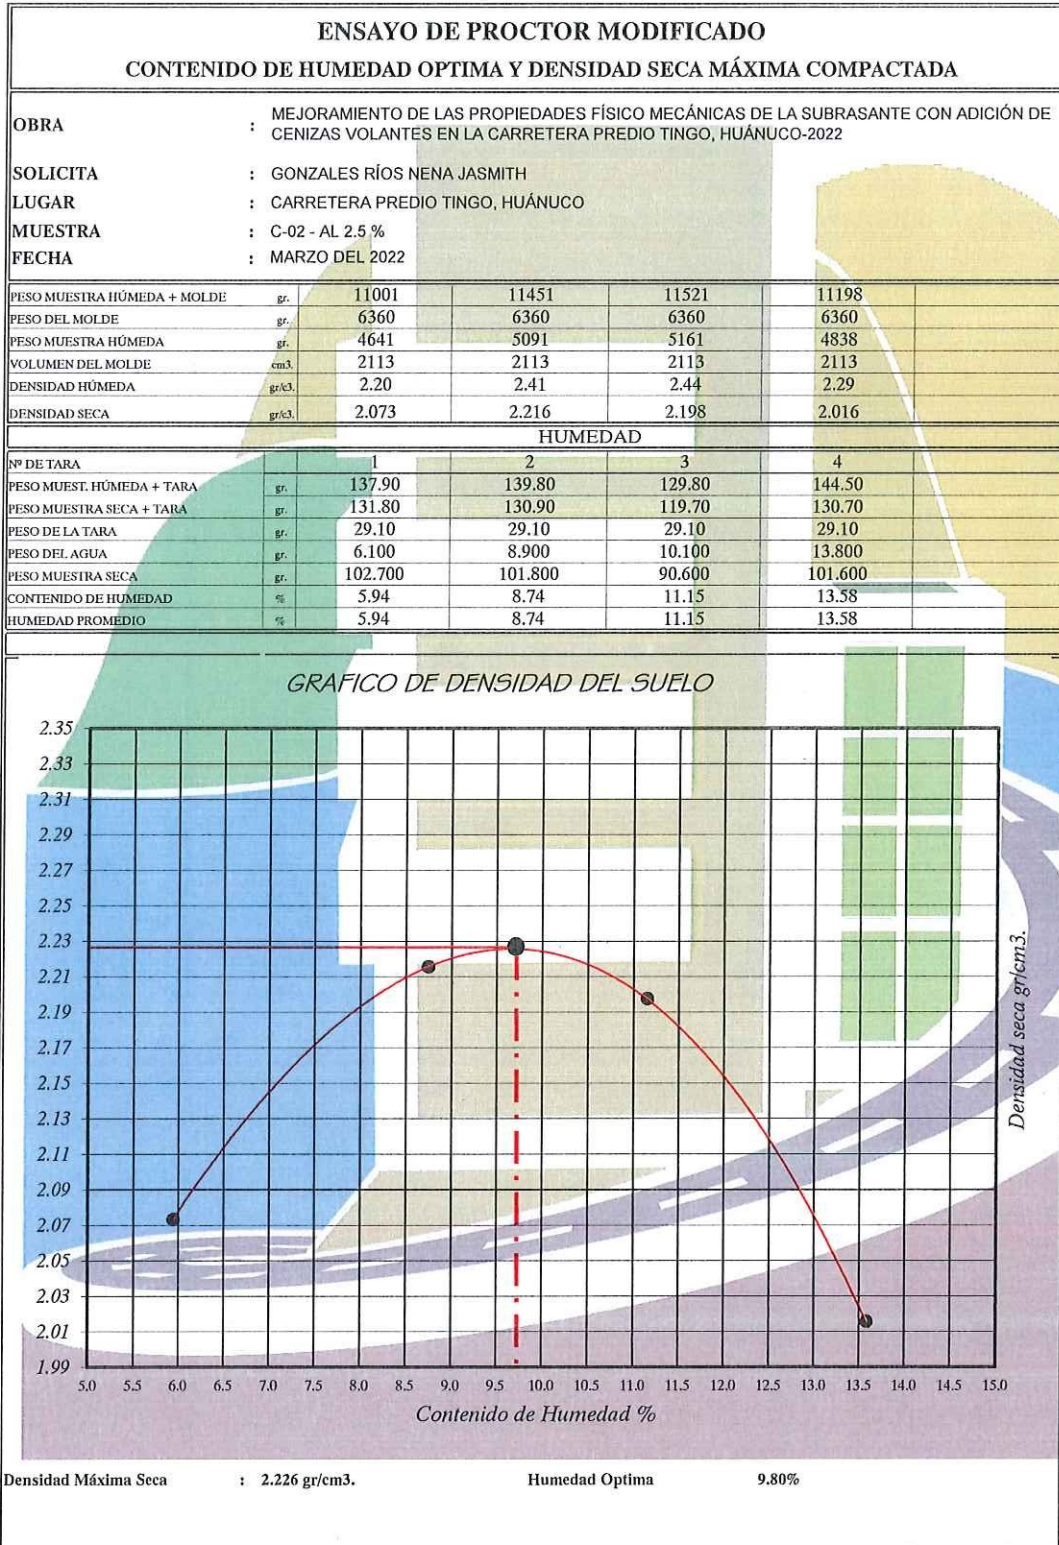 ENSAYO DE PROCTOR MODIFICADO
CONTENIDO DE HUMEDAD OPTIMA Y DENSIDAD SECA MÁXIMA COMPACTADA
OBRA : MEJORAMIENTO DE LAS PROPIEDADES FÍSICO MECÁNICAS DE LA SUBRASANTE CON ADICIÓN DE
CENIZAS VOLANTES EN LA CARRETERA PREDIO TINGO, HUÁNUCO-2022
SOLICITA : GONZALES RÍOS NENA JASMITH
LUGAR : CARRETERA PREDIO TINGO, HUÁNUCO
MUESTRA : C-02 - AL 2.5 %
FECHA : MARZO DEL 2022
PESO MUESTRA HÚMEDA + MOLDE gr. 11001 11451 11521 11198
PESO DEL MOLDE gr. 6360 6360 6360 6360
PESO MUESTRA HÚMEDA gr. 4641 5091 5161 4838
VOLUMEN DEL MOLDE cm3. 2113 2113 2113 2113
DENSIDAD HÚMEDA gr/c3. 2.20 2.41 2.44 2.29
DENSIDAD SECA gr/c3. 2.073 2.216 2.198 2.016
HUMEDAD
Nº DE TARA 1 2 3 4
PESO MUEST. HÚMEDA + TARA gr. 137.90 139.80 129.80 144.50
PESO MUESTRA SECA + TARA gr. 131.80 130.90 119.70 130.70
PESO DE LA TARA gr. 29.10 29.10 29.10 29.10
PESO DEL AGUA gr. 6.100 8.900 10.100 13.800
PESO MUESTRA SECA gr. 102.700 101.800 90.600 101.600
CONTENIDO DE HUMEDAD % 5.94 8.74 11.15 13.58
HUMEDAD PROMEDIO % 5.94 8.74 11.15 13.58
GRAFICO DE DENSIDAD DEL SUELO
2.35
2.33
2.31
2.29
2.27
2.25
2.23
2.21
2.19
2.17
2.15
2.13
2.11
2.09
2.07
2.05
2.03
2.01
1.99
Densidad seca gr/cm3.
5.0 5.5 6.0 6.5 7.0 7.5 8.0 8.5 9.0 9.5 10.0 10.5 11.0 11.5 12.0 12.5 13.0 13.5 14.0 14.5 15.0
Contenido de Humedad %
Densidad Máxima Seca : 2.226 gr/cm3. Humedad Optima 9.80%